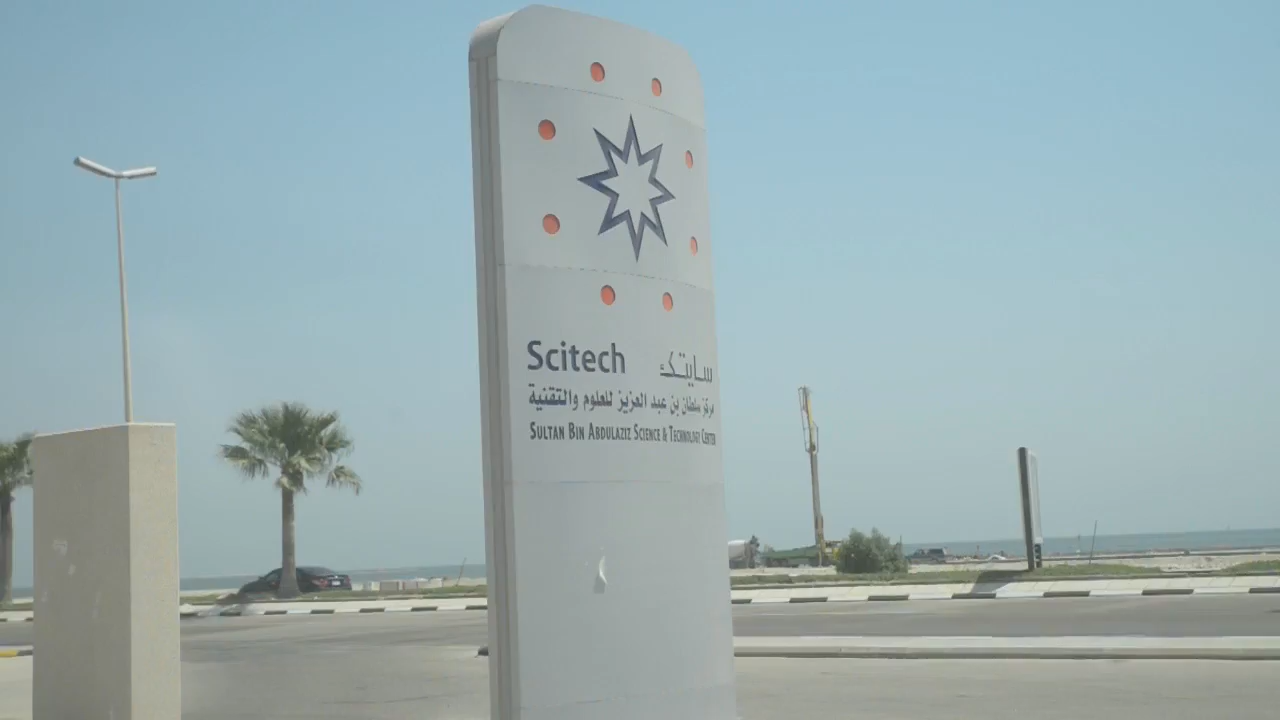 Scitech سايتك
مركز سلطان بن عبد العزيز للعلوم والتقنية
SULTAN BIN ABDULAZIZ SCIENCE & TECHNOLOGY CENTER